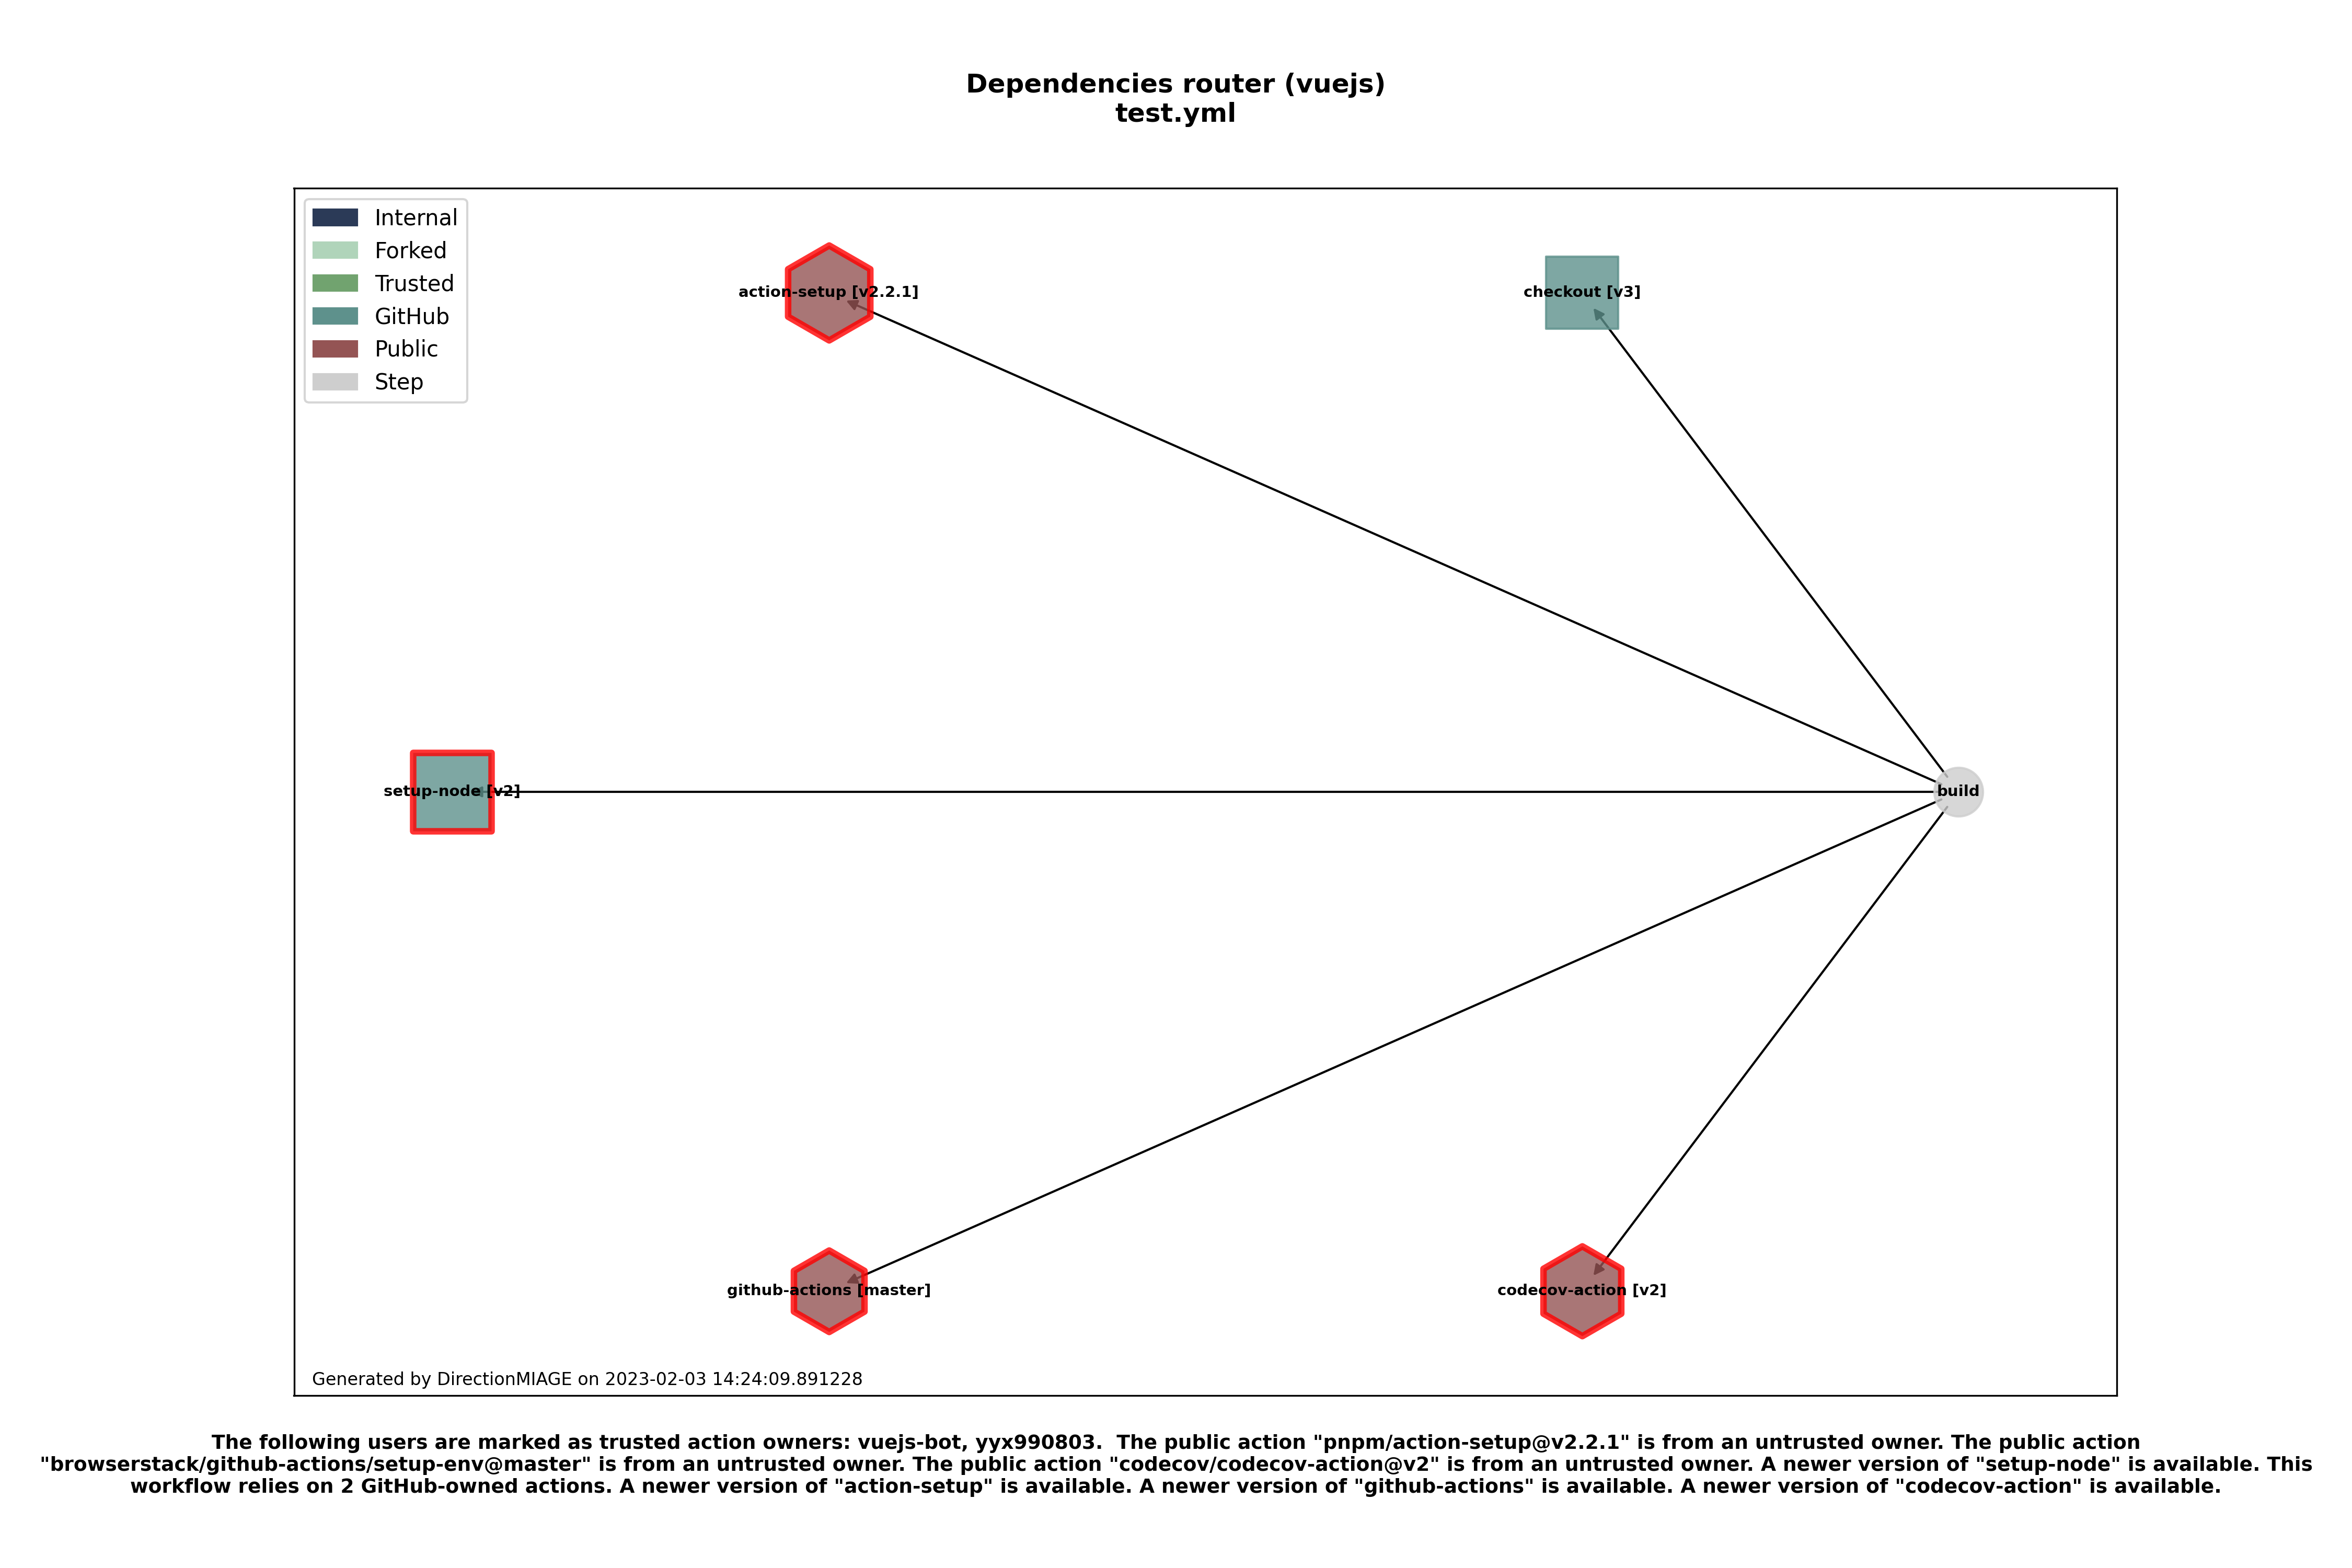 Dependencies router (vuejs)
test.yml
Internal
Forked
Trusted
GitHub
Public
Step
action-setup [v2.2.1]
checkout [v3]
setup-node [v2]
build
github-actions [master]
codecov-action [v2]
Generated by DirectionMIAGE on 2023-02-03 14:24:09.891228
The following users are marked as trusted action owners: vuejs-bot, yyx990803.  The public action "pnpm/action-setup@v2.2.1" is from an untrusted owner. The public action
"browserstack/github-actions/setup-env@master" is from an untrusted owner. The public action "codecov/codecov-action@v2" is from an untrusted owner. A newer version of "setup-node" is available. This
workflow relies on 2 GitHub-owned actions. A newer version of "action-setup" is available. A newer version of "github-actions" is available. A newer version of "codecov-action" is available.